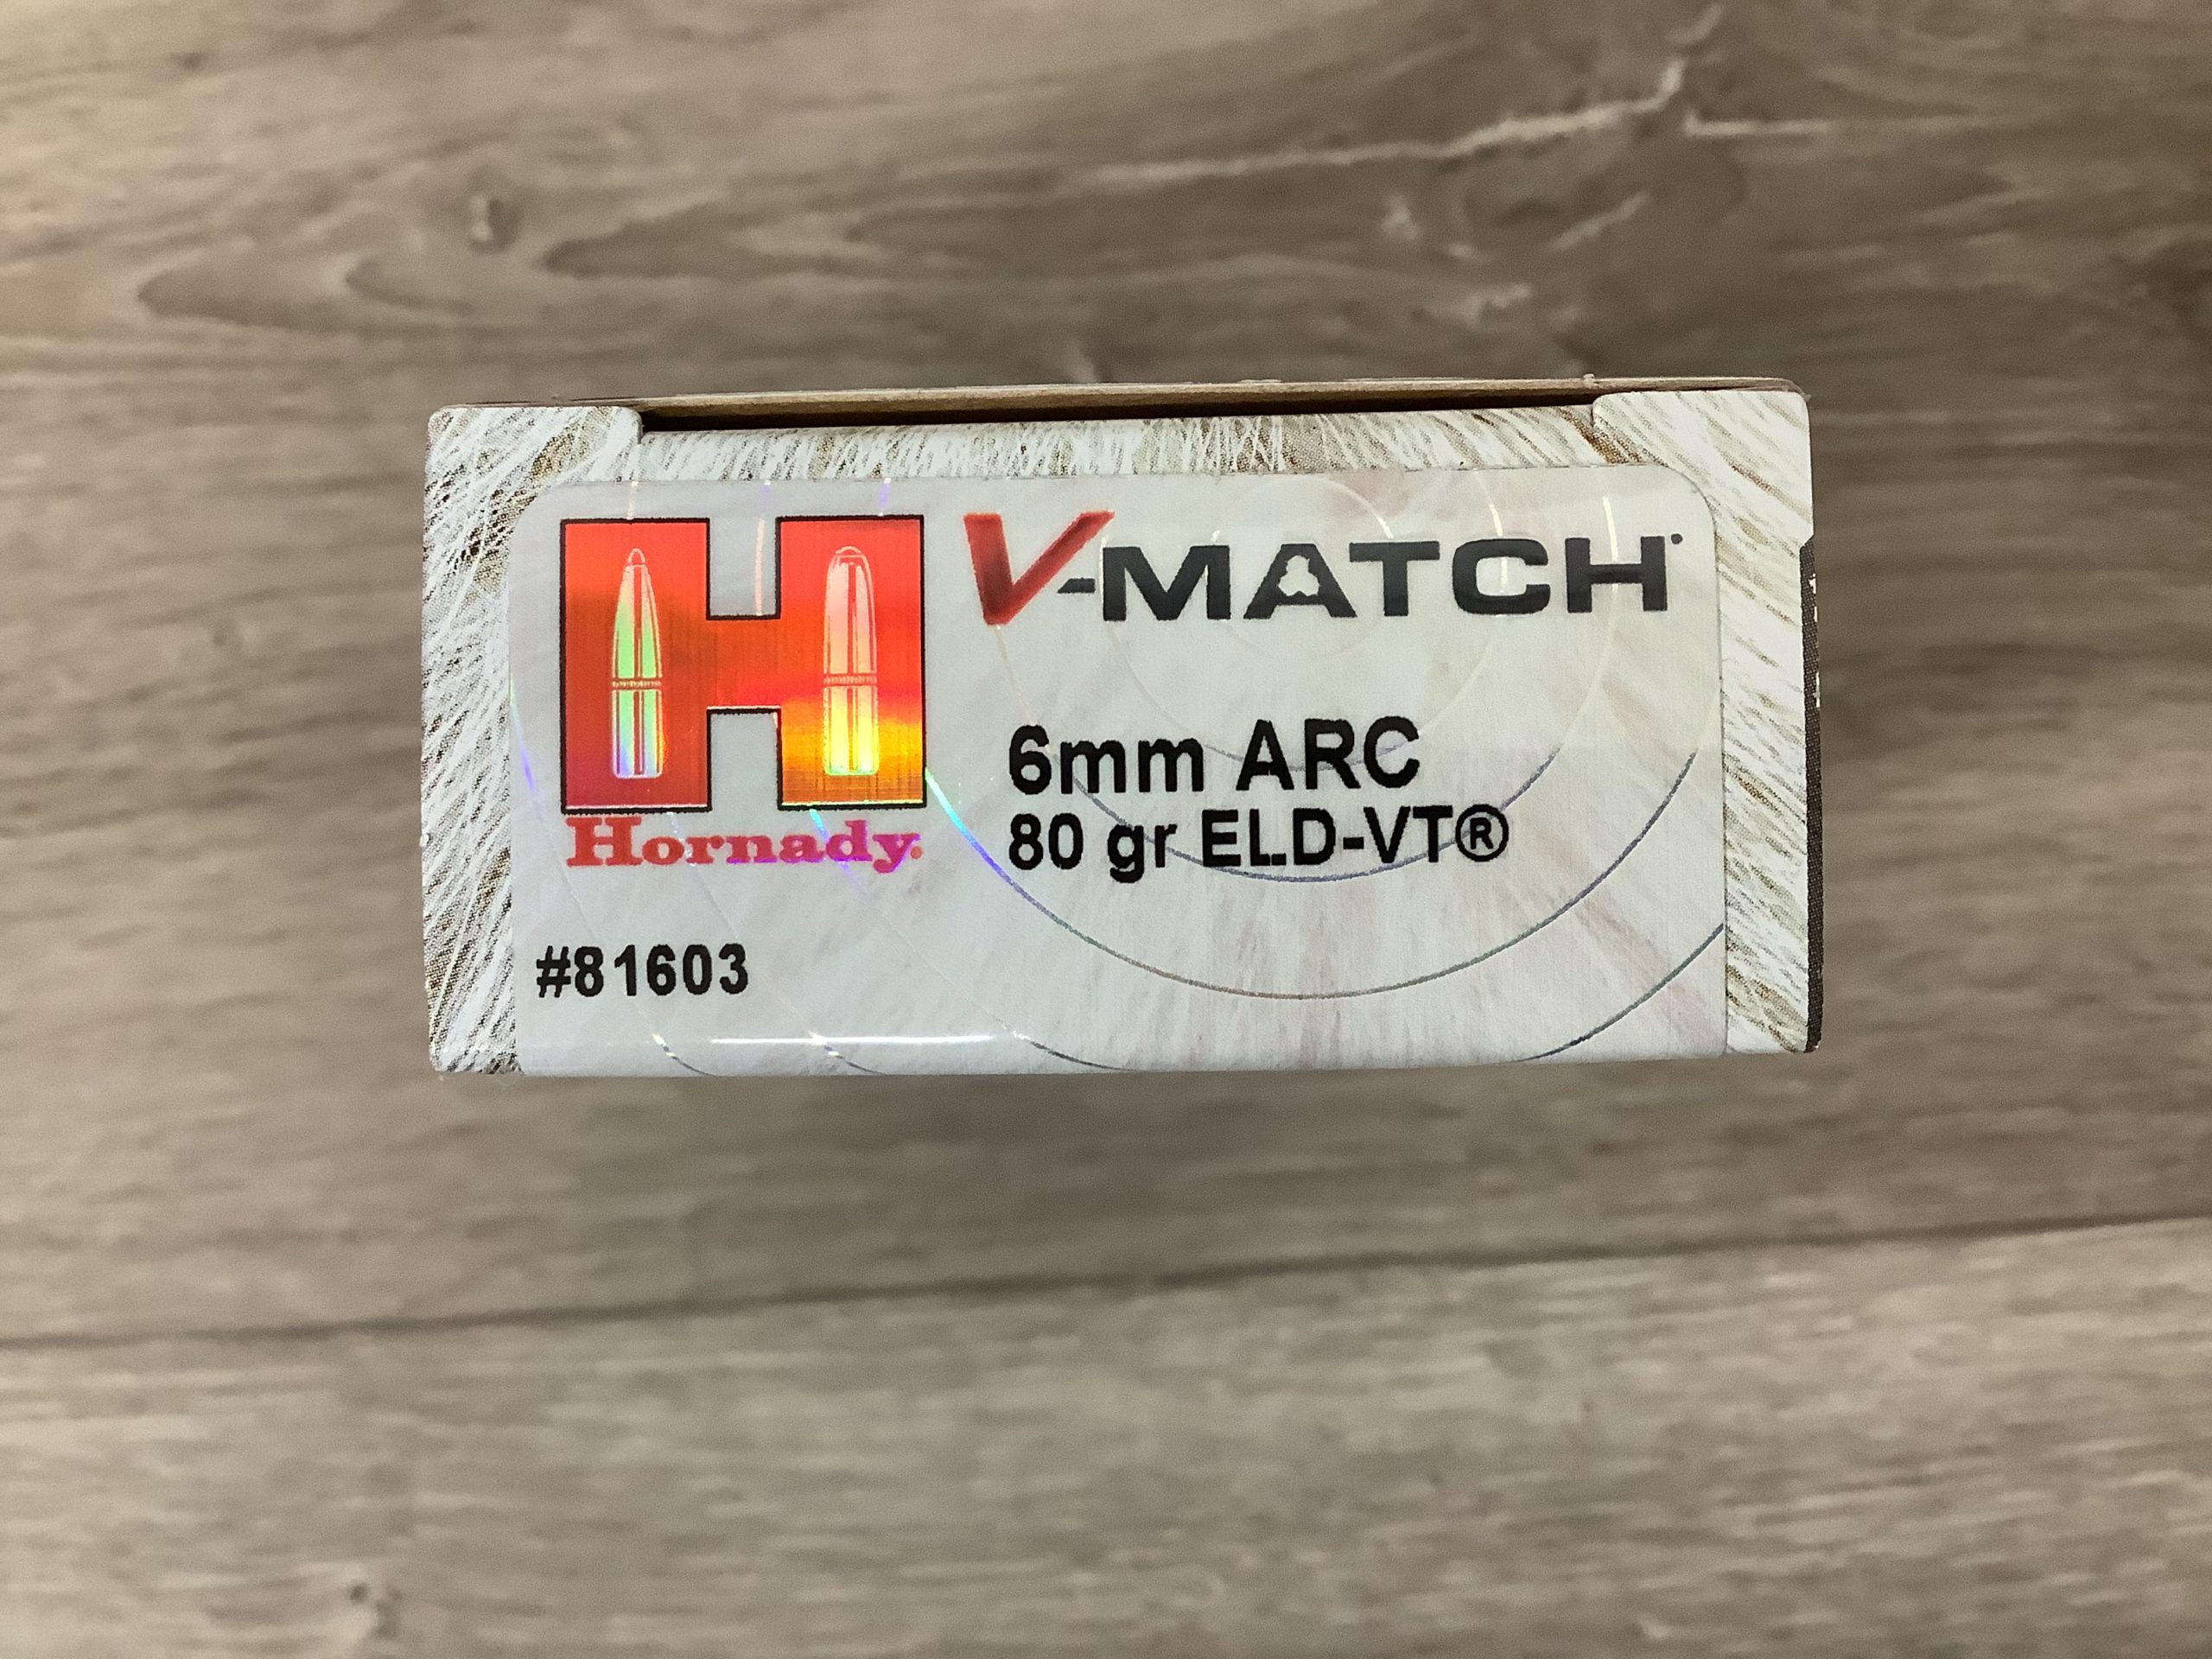 V-MATCH
6mm ARC
80 gr ELD-VT®
Hornady
#81603